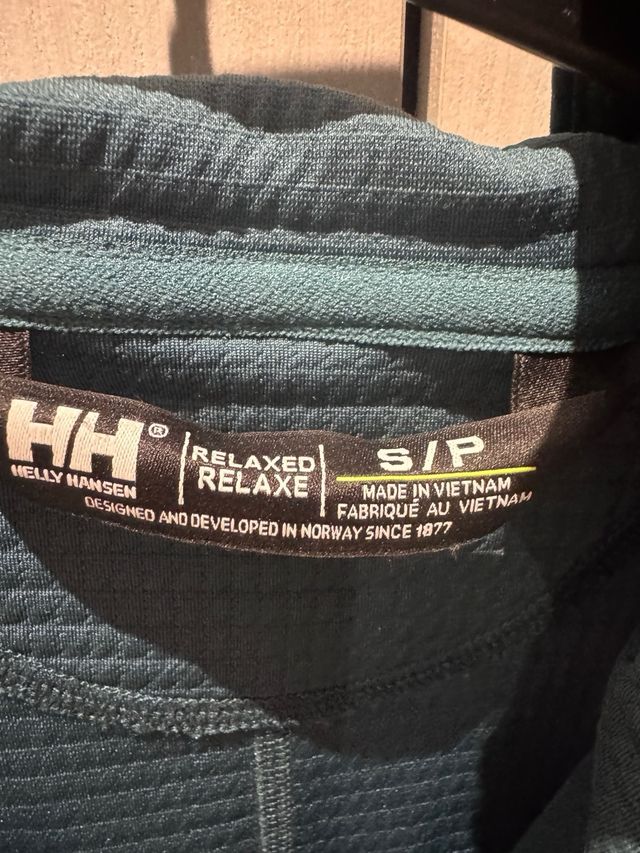 HH®
HELLY HANSEN
RELAXED
RELAXE
S/P
MADE IN VIETNAM
FABRIQUÉ AU VIETNAM
DESIGNED AND DEVELOPED IN NORWAY SINCE 1877